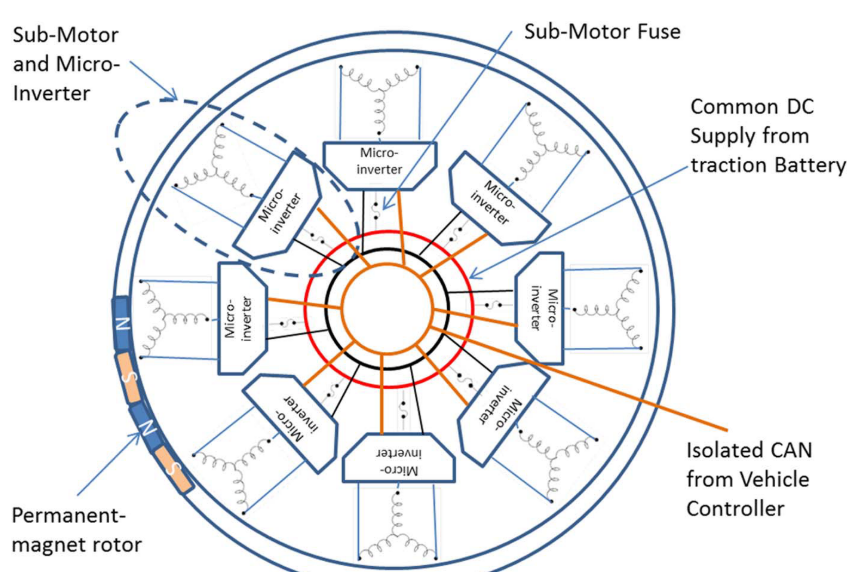 Sub-Motor
and Micro-
Inverter
Sub-Motor Fuse
Common DC
Supply from
traction Battery
Micro-
inverter
Micro-
inverter
Micro-
inverter
Micro-
inverter
Micro-
inverter
Micro-
inverter
Micro-
inverter
Micro-
inverter
N
S
N
S
Isolated CAN
from Vehicle
Controller
Permanent-
magnet rotor